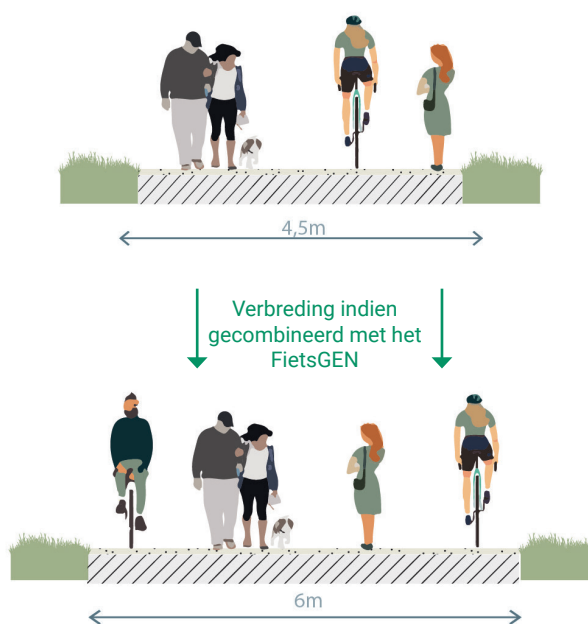 4,5m
Verbreding indien
gecombineerd met het
FietsGEN
6m